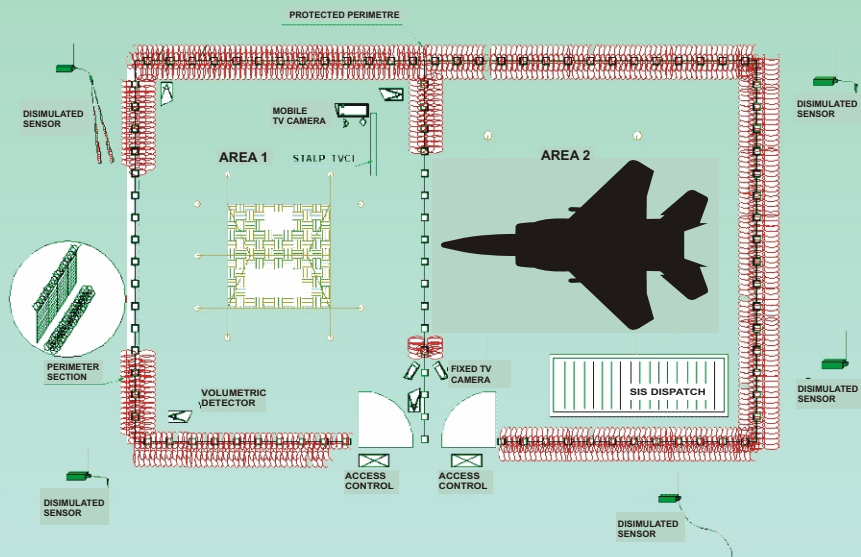 PROTECTED PERIMETRE
DISIMULATED
SENSOR
MOBILE
TV CAMERA
DISIMULATED
SENSOR
AREA 1
STALP TVCI
AREA 2
PERIMETER
SECTION
FIXED TV
CAMERA
VOLUMETRIC
DETECTOR
SIS DISPATCH
DISIMULATED
SENSOR
ACCESS
CONTROL
ACCESS
CONTROL
DISIMULATED
SENSOR
DISIMULATED
SENSOR